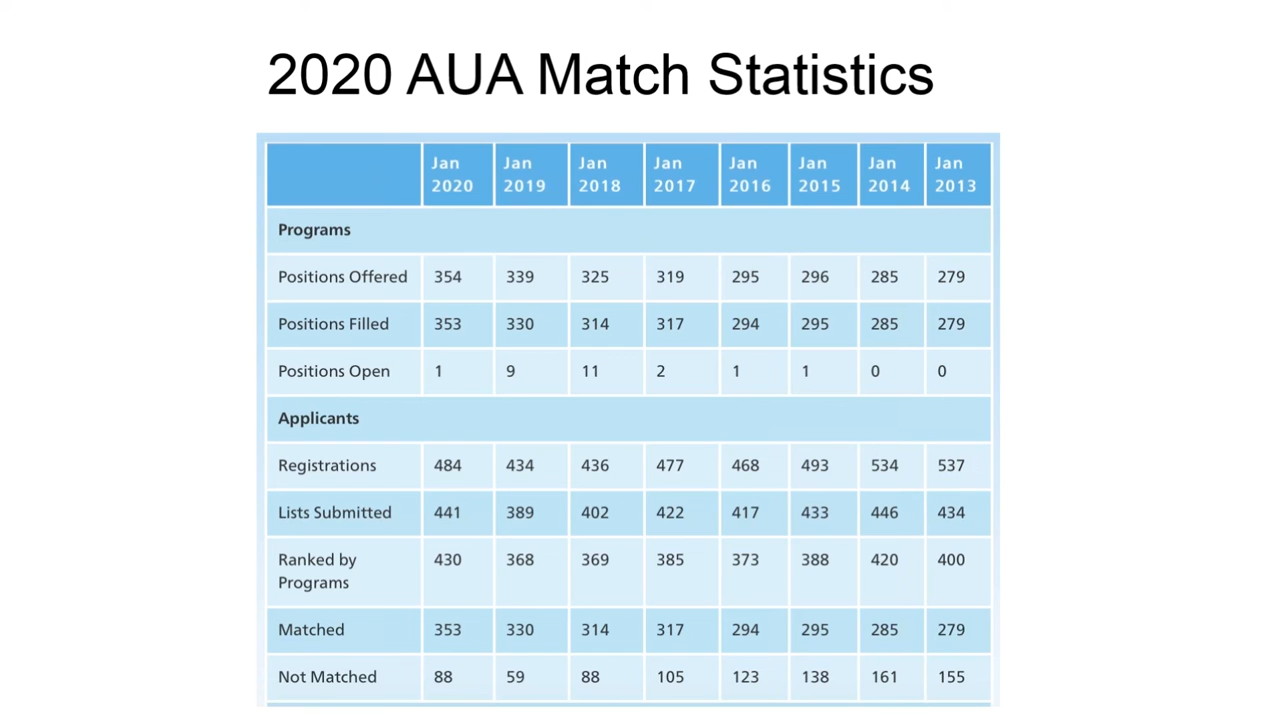 2020 AUA Match Statistics
Jan 2020 Jan 2019 Jan 2018 Jan 2017 Jan 2016 Jan 2015 Jan 2014 Jan 2013
Programs
Positions Offered 354 339 325 319 295 296 285 279
Positions Filled 353 330 314 317 294 295 285 279
Positions Open 1 9 11 2 1 1 0 0
Applicants
Registrations 484 434 436 477 468 493 534 537
Lists Submitted 441 389 402 422 417 433 446 434
Ranked by Programs 430 368 369 385 373 388 420 400
Matched 353 330 314 317 294 295 285 279
Not Matched 88 59 88 105 123 138 161 155